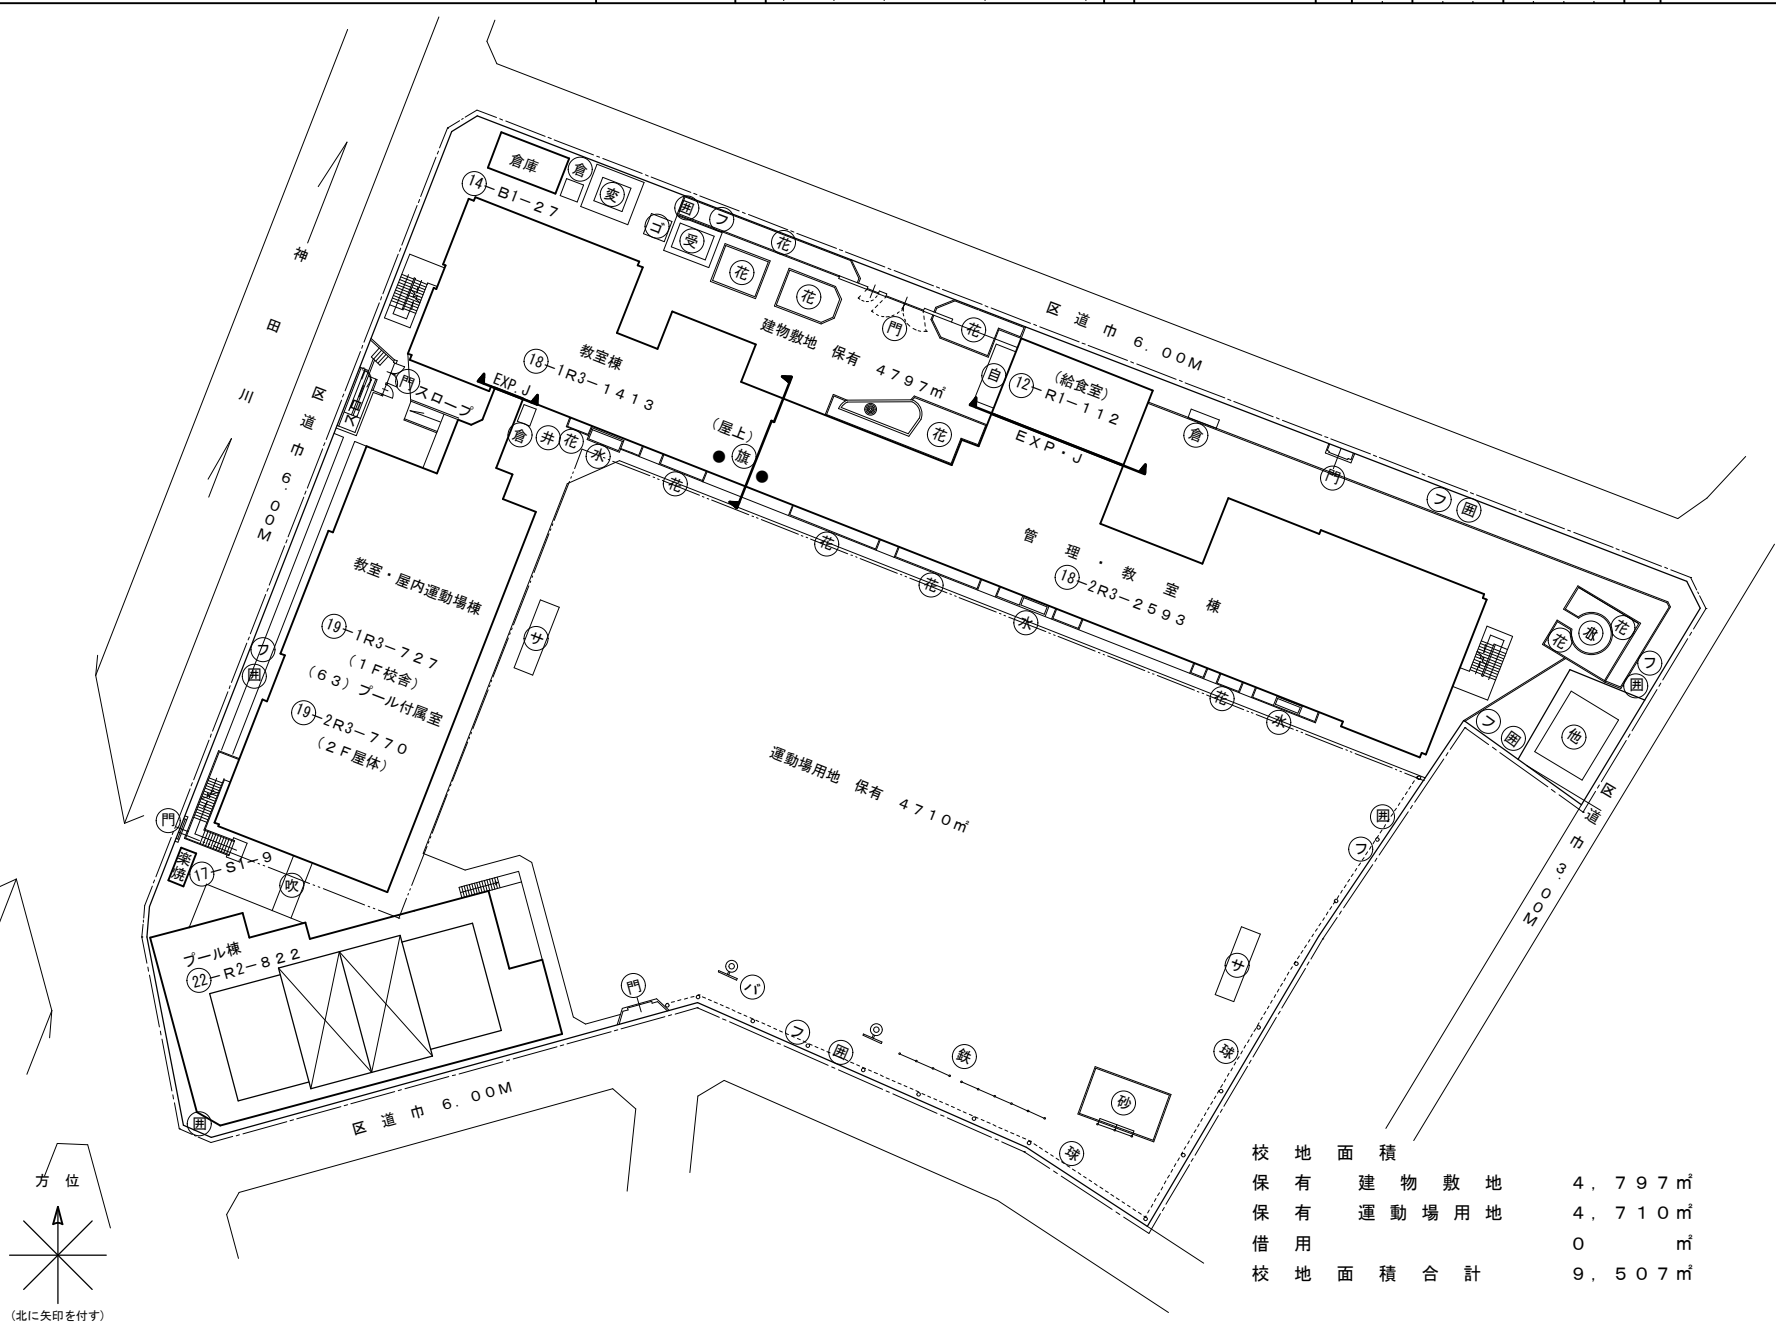 倉庫
倉
変
⑭-B1-27
囲
フ
花
ゴ
受
花
花
門
花
建物敷地 保有 4797㎡
区道巾 6.00M
神田川
区道巾 6.00M
教室棟
⑱-1R3-1413
EXP.J
門
スロープ
自
(給食室)
⑫-R1-112
EXP・J
花
倉
門
フ
囲
(屋上)
旗
倉
井
花
水
花
花
花
水
花
水
管理・教室棟
⑱-2R3-2593
花
花
フ
囲
フ
囲
他
区道巾 3.00M
教室・屋内運動場棟
⑲-1R3-727
(1F校舎)
(63)プール付属室
⑲-2R3-770
(2F屋体)
サ
フ
囲
運動場用地 保有 4710㎡
囲
フ
門
楽焼
⑰-S1-9
吹
プール棟
㉒-R2-822
門
バ
フ
囲
鉄
サ
球
砂
球
囲
区道巾 6.00M
校地面積
保有 建物敷地 4,797㎡
保有 運動場用地 4,710㎡
借用 0 ㎡
校地面積合計 9,507㎡
方位
(北に矢印を付す)